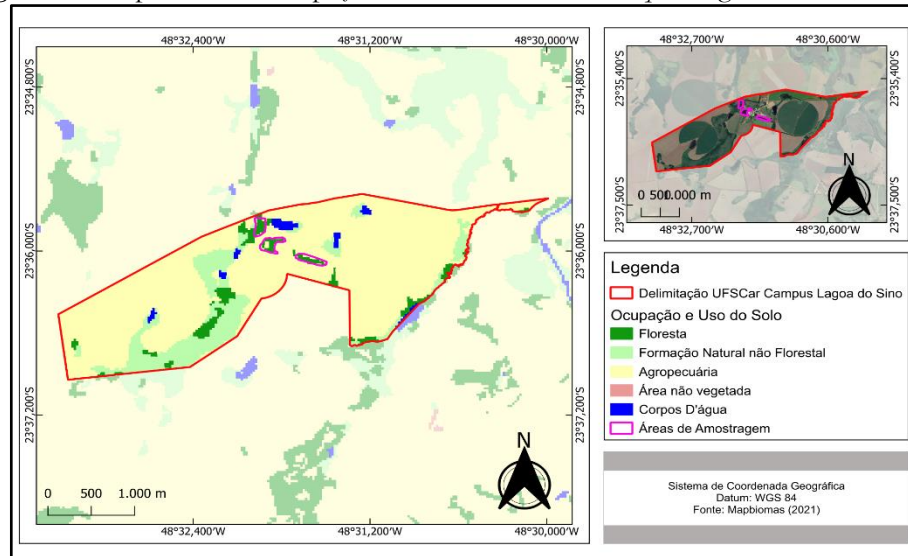 48°32,400'W 48°31,200'W 48°30,000'W
23°34,800'S 23°34,800'S
23°36,000'S 23°36,000'S
23°37,200'S 23°37,200'S
N
0 500 1.000 m
48°32,400'W 48°31,200'W 48°30,000'W
48°32,700'W 48°30,600'W
23°35,400'S 23°35,400'S
N
0 500 1.000 m
23°37,500'S 23°37,500'S
48°32,700'W 48°30,600'W
Legenda
Delimitação UFSCar Campus Lagoa do Sino
Ocupação e Uso do Solo
Floresta
Formação Natural não Florestal
Agropecuária
Área não vegetada
Corpos D'água
Áreas de Amostragem
Sistema de Coordenada Geográfica
Datum: WGS 84
Fonte: Mapbiomas (2021)